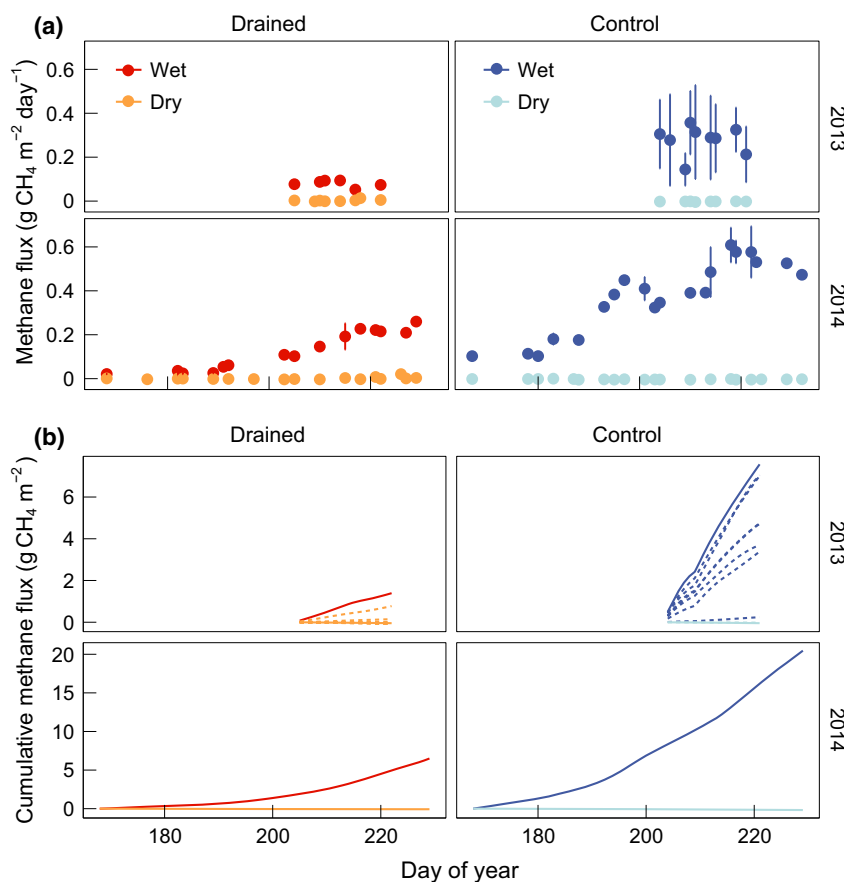 (a)
Drained
Control
Methane flux (g CH₄ m⁻² day⁻¹)
0.6
0.4
0.2
0
Wet
Dry
Wet
Dry
2013
0.6
0.4
0.2
0
2014
(b)
Drained
Control
Cumulative methane flux (g CH₄ m⁻²)
6
4
2
0
2013
20
15
10
5
0
2014
180 200 220 180 200 220
Day of year